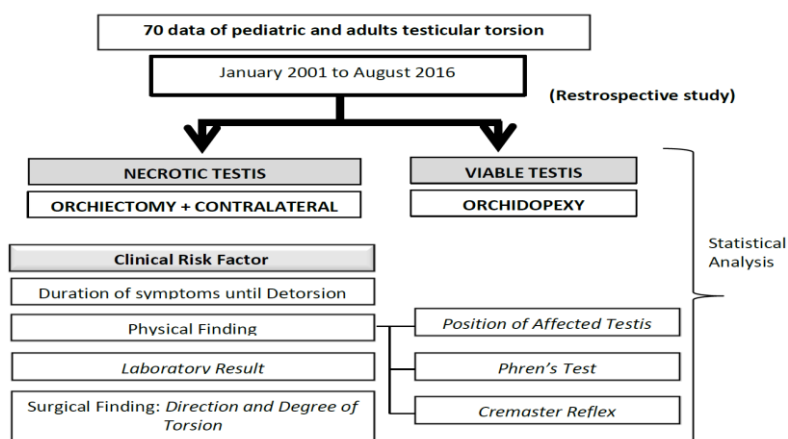 70 data of pediatric and adults testicular torsion
January 2001 to August 2016
(Restrospective study)
NECROTIC TESTIS
VIABLE TESTIS
ORCHIECTOMY + CONTRALATERAL
ORCHIDOPEXY
Statistical
Analysis
Clinical Risk Factor
Duration of symptoms until Detorsion
Physical Finding
Position of Affected Testis
Laboratory Result
Phren's Test
Surgical Finding: Direction and Degree of
Torsion
Cremaster Reflex